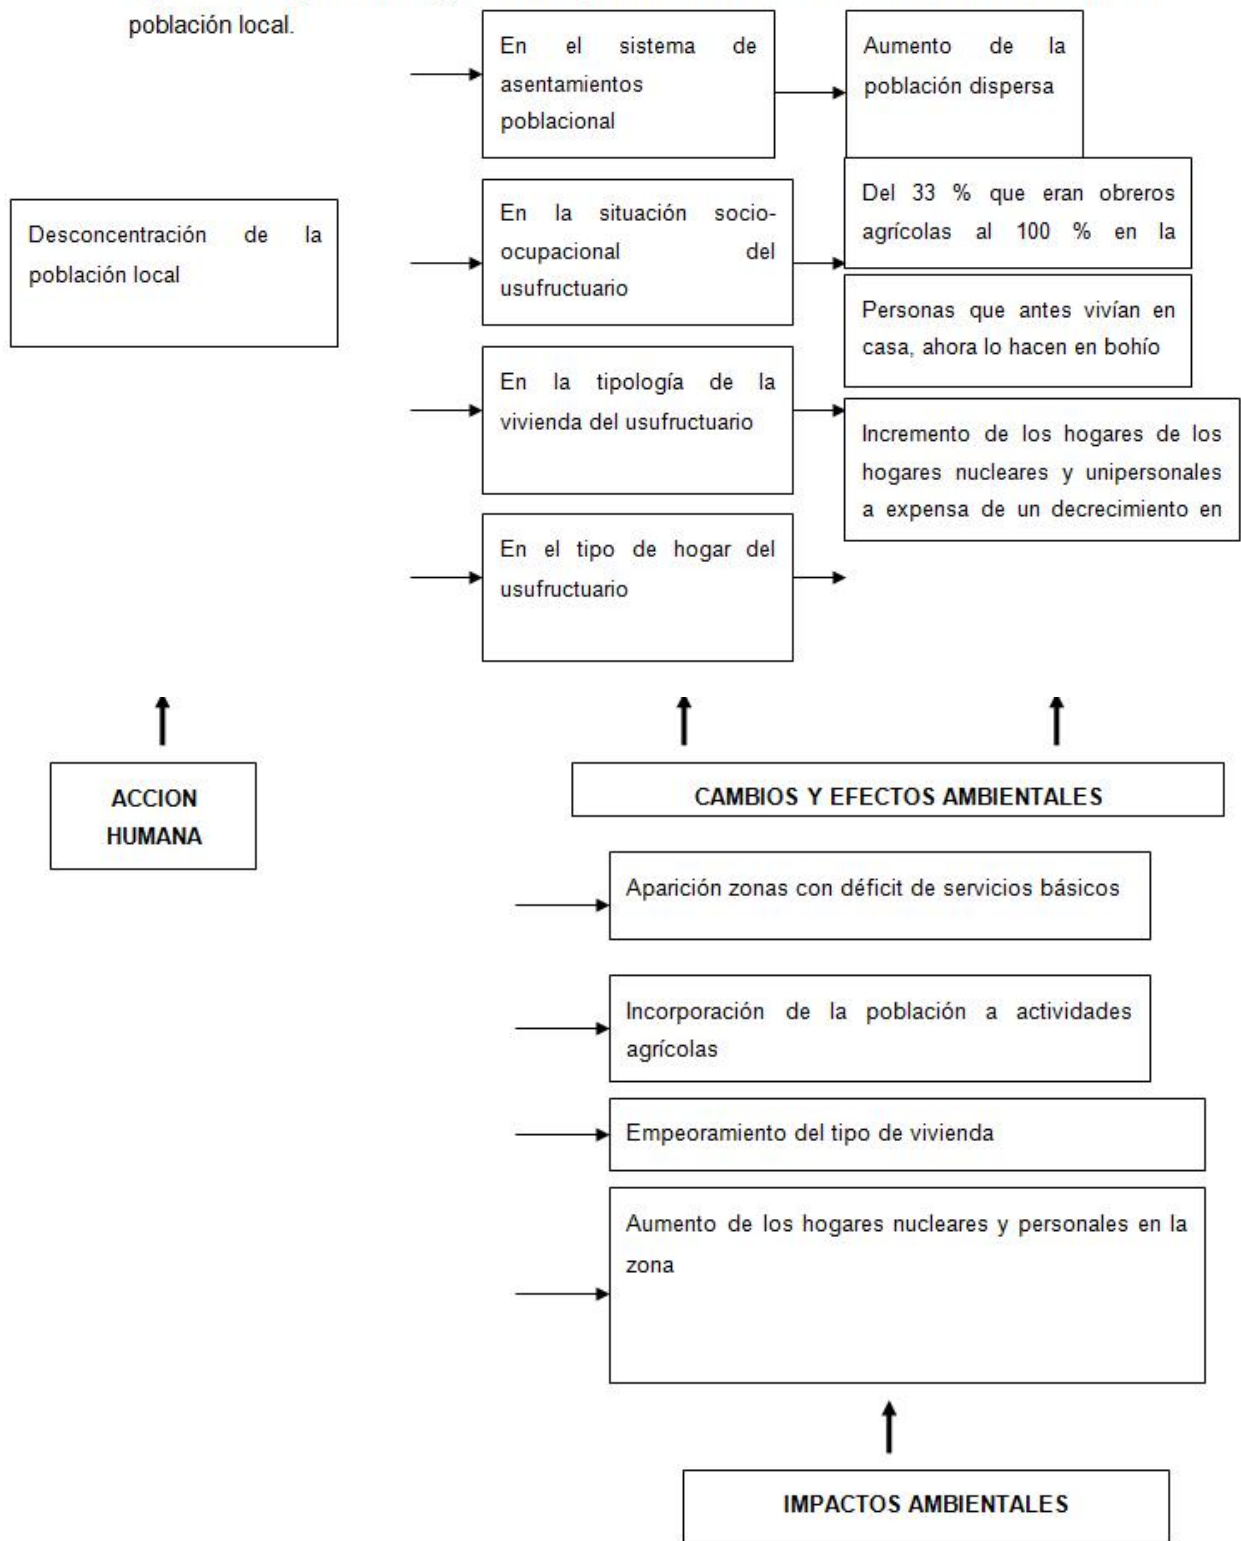 población local.
En el sistema de
asentamientos
poblacional
Aumento de la
población dispersa
Desconcentración de la
población local
En la situación socio-
ocupacional del
usufructuario
Del 33 % que eran obreros
agrícolas al 100 % en la
Personas que antes vivían en
casa, ahora lo hacen en bohío
En la tipología de la
vivienda del usufructuario
Incremento de los hogares de los
hogares nucleares y unipersonales
a expensa de un decrecimiento en
En el tipo de hogar del
usufructuario
ACCION
HUMANA
CAMBIOS Y EFECTOS AMBIENTALES
Aparición zonas con déficit de servicios básicos
Incorporación de la población a actividades
agrícolas
Empeoramiento del tipo de vivienda
Aumento de los hogares nucleares y personales en la
zona
IMPACTOS AMBIENTALES